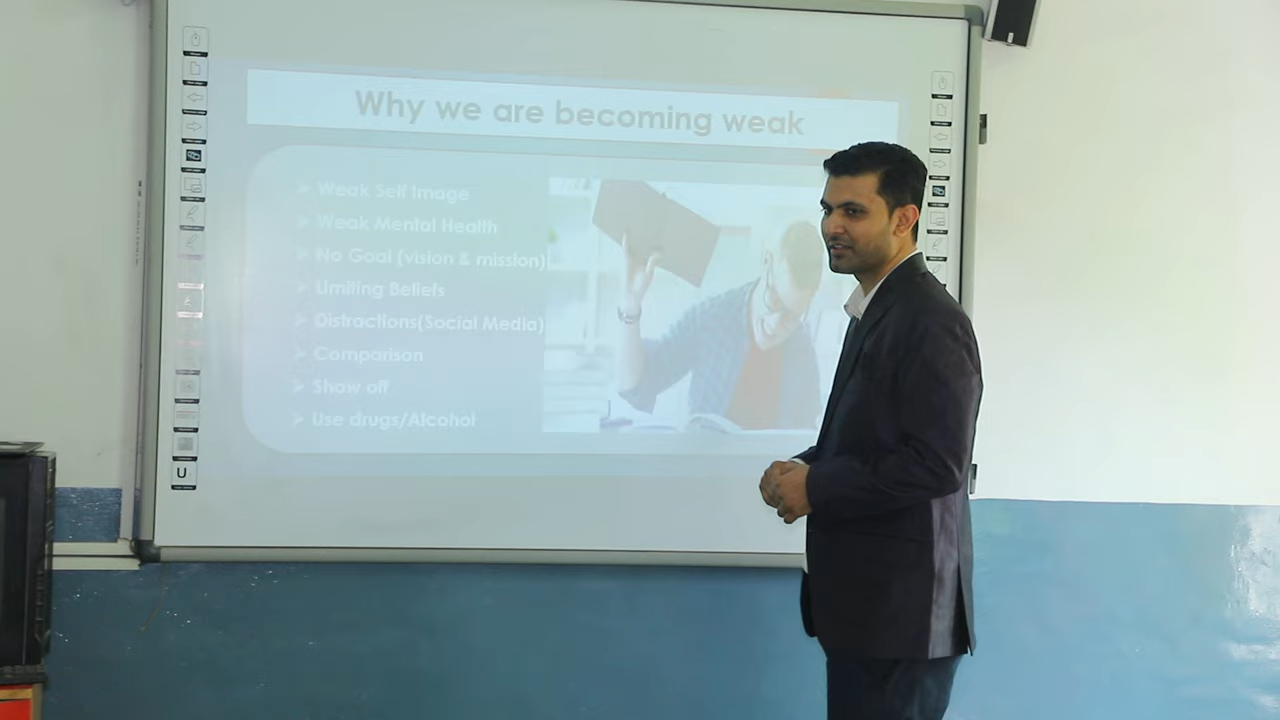 Why we are becoming weak
Weak Self Image
Weak Mental Health
No Goal (vision & mission)
Limiting Beliefs
Distractions(Social Media)
Comparison
Show off
Use drugs/Alcohol
U